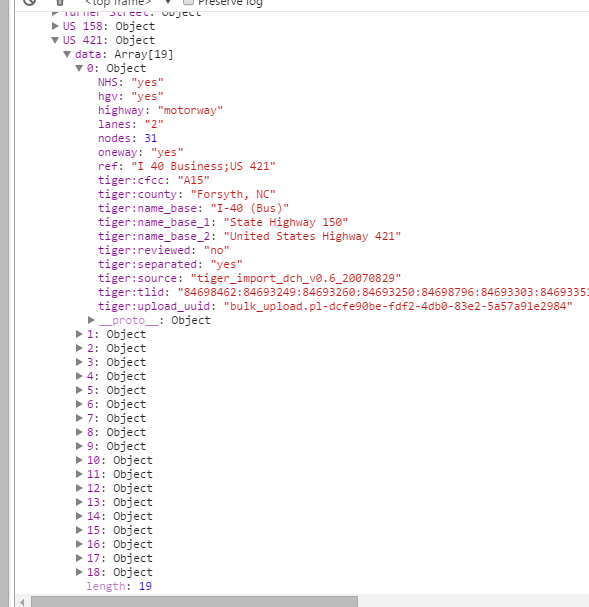 <top frame> ▼ Preserve log
Turner Street: Object
▶ US 158: Object
▼ US 421: Object
▼ data: Array[19]
▼ 0: Object
NHS: "yes"
hgv: "yes"
highway: "motorway"
lanes: "2"
nodes: 31
oneway: "yes"
ref: "I 40 Business;US 421"
tiger:cfcc: "A15"
tiger:county: "Forsyth, NC"
tiger:name_base: "I-40 (Bus)"
tiger:name_base_1: "State Highway 150"
tiger:name_base_2: "United States Highway 421"
tiger:reviewed: "no"
tiger:separated: "yes"
tiger:source: "tiger_import_dch_v0.6_20070829"
tiger:tlid: "84698462:84693249:84693260:84693250:84698796:84693303:84693351
tiger:upload_uuid: "bulk_upload.pl-dcfe90be-fdf2-4db0-83e2-5a57a91e2984"
▶ __proto__: Object
▶ 1: Object
▶ 2: Object
▶ 3: Object
▶ 4: Object
▶ 5: Object
▶ 6: Object
▶ 7: Object
▶ 8: Object
▶ 9: Object
▶ 10: Object
▶ 11: Object
▶ 12: Object
▶ 13: Object
▶ 14: Object
▶ 15: Object
▶ 16: Object
▶ 17: Object
▶ 18: Object
length: 19